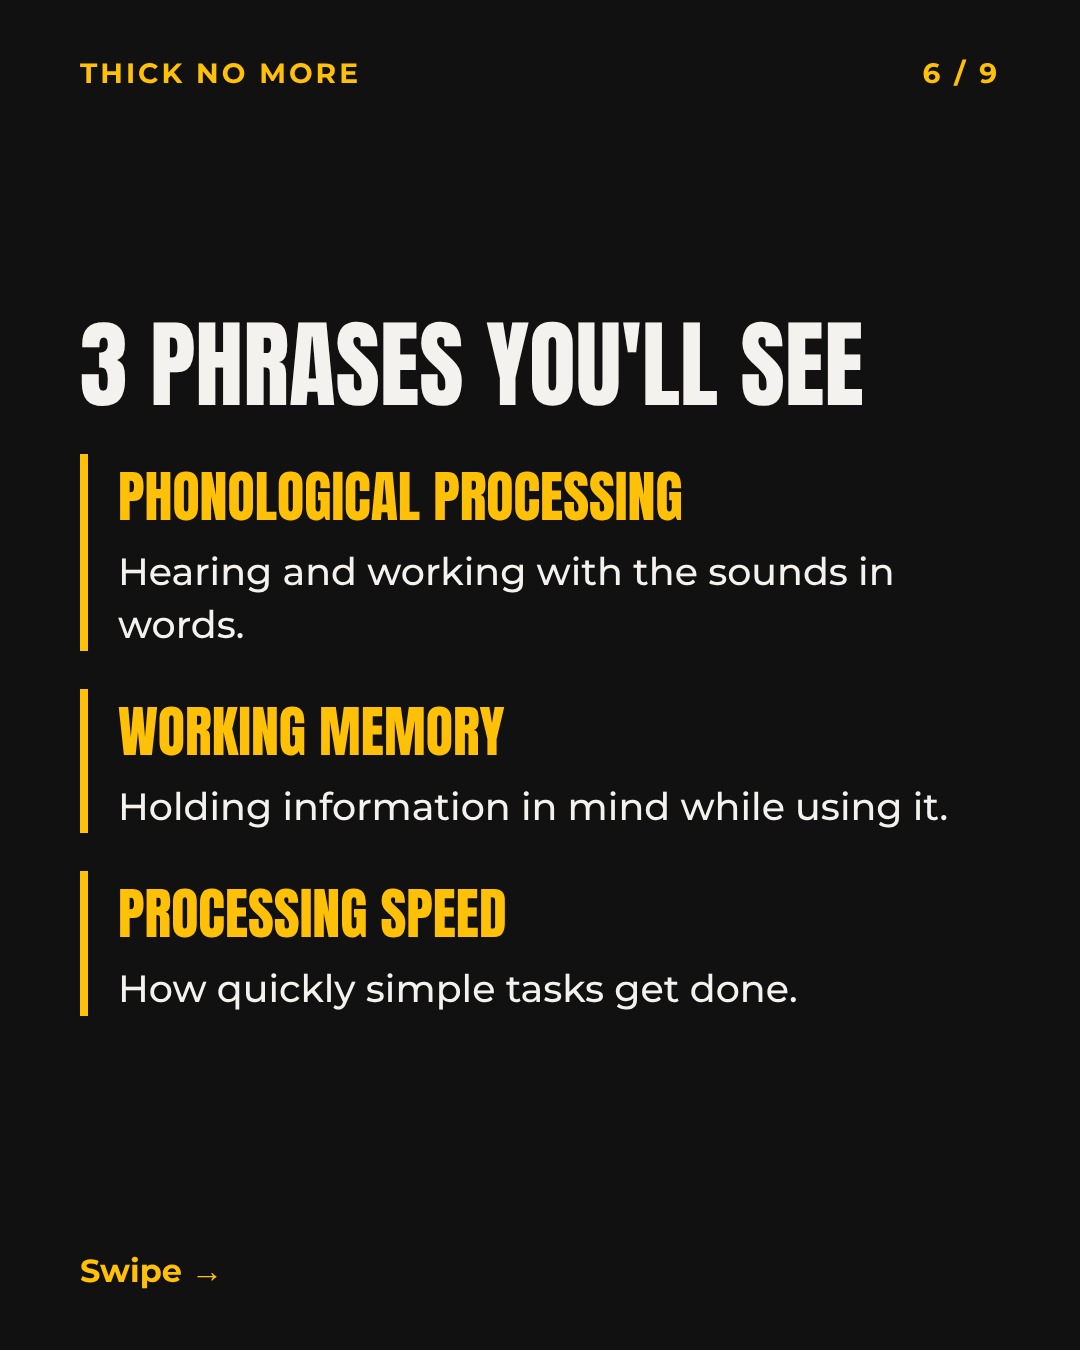 THICK NO MORE
6 / 9
3 PHRASES YOU'LL SEE
PHONOLOGICAL PROCESSING
Hearing and working with the sounds in
words.
WORKING MEMORY
Holding information in mind while using it.
PROCESSING SPEED
How quickly simple tasks get done.
Swipe →